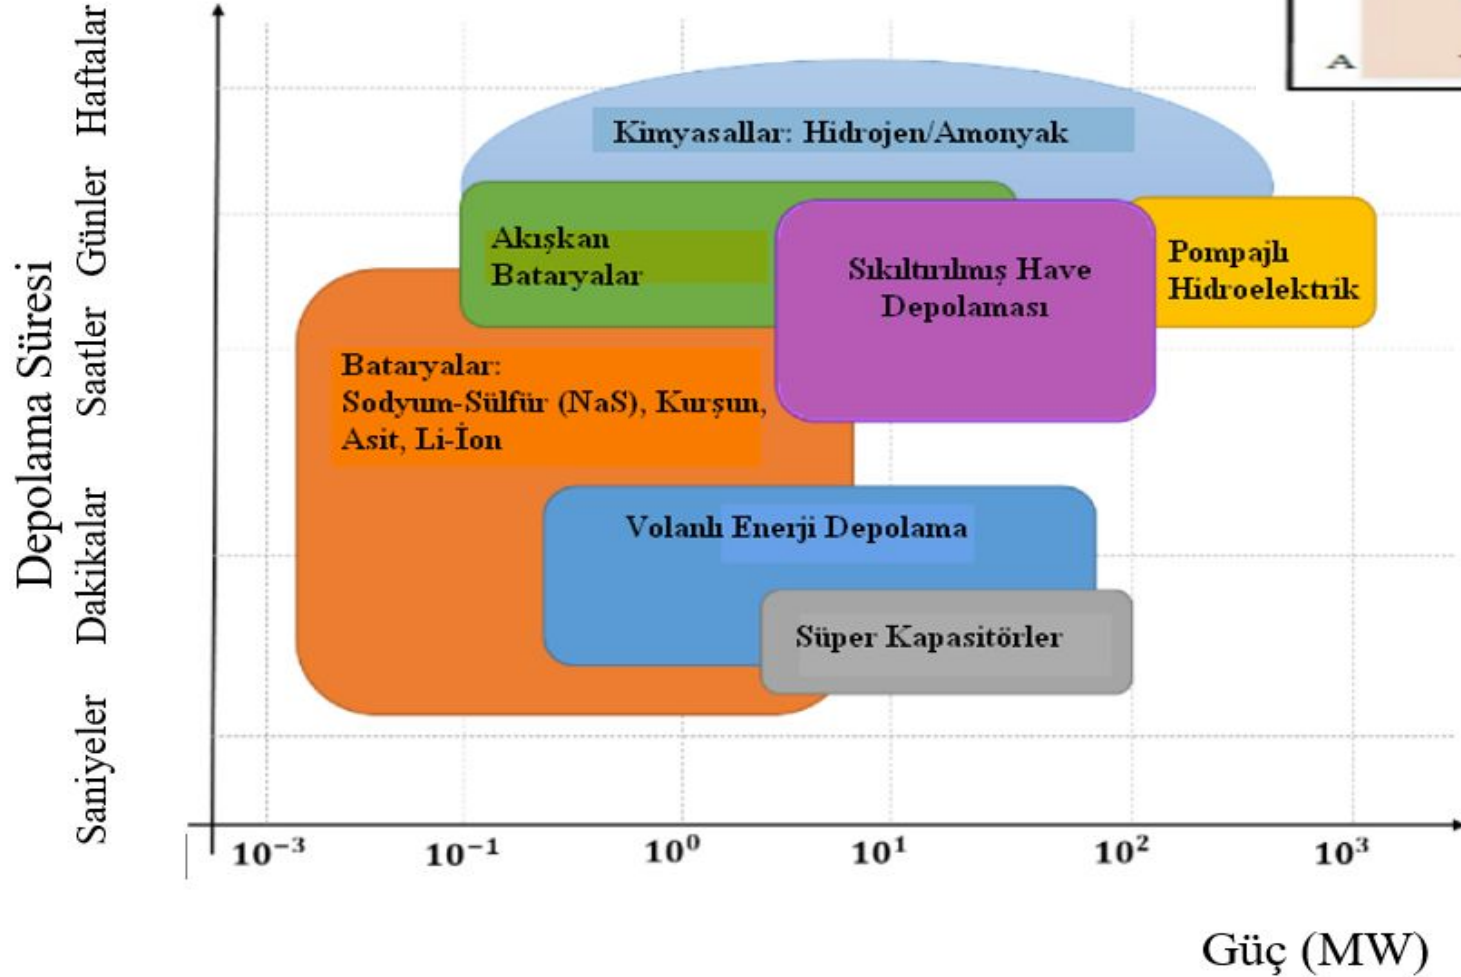 A
Haftalar
Günler
Saatler
Dakikalar
Saniyeler
Depolama Süresi
Kimyasallar: Hidrojen/Amonyak
Akışkan
Bataryalar
Sıkıltırılmış Have
Depolaması
Pompajlı
Hidroelektrik
Bataryalar:
Sodyum-Sülfür (NaS), Kurşun,
Asit, Li-İon
Volanlı Enerji Depolama
Süper Kapasitörler
10⁻³
10⁻¹
10⁰
10¹
10²
10³
Güç (MW)